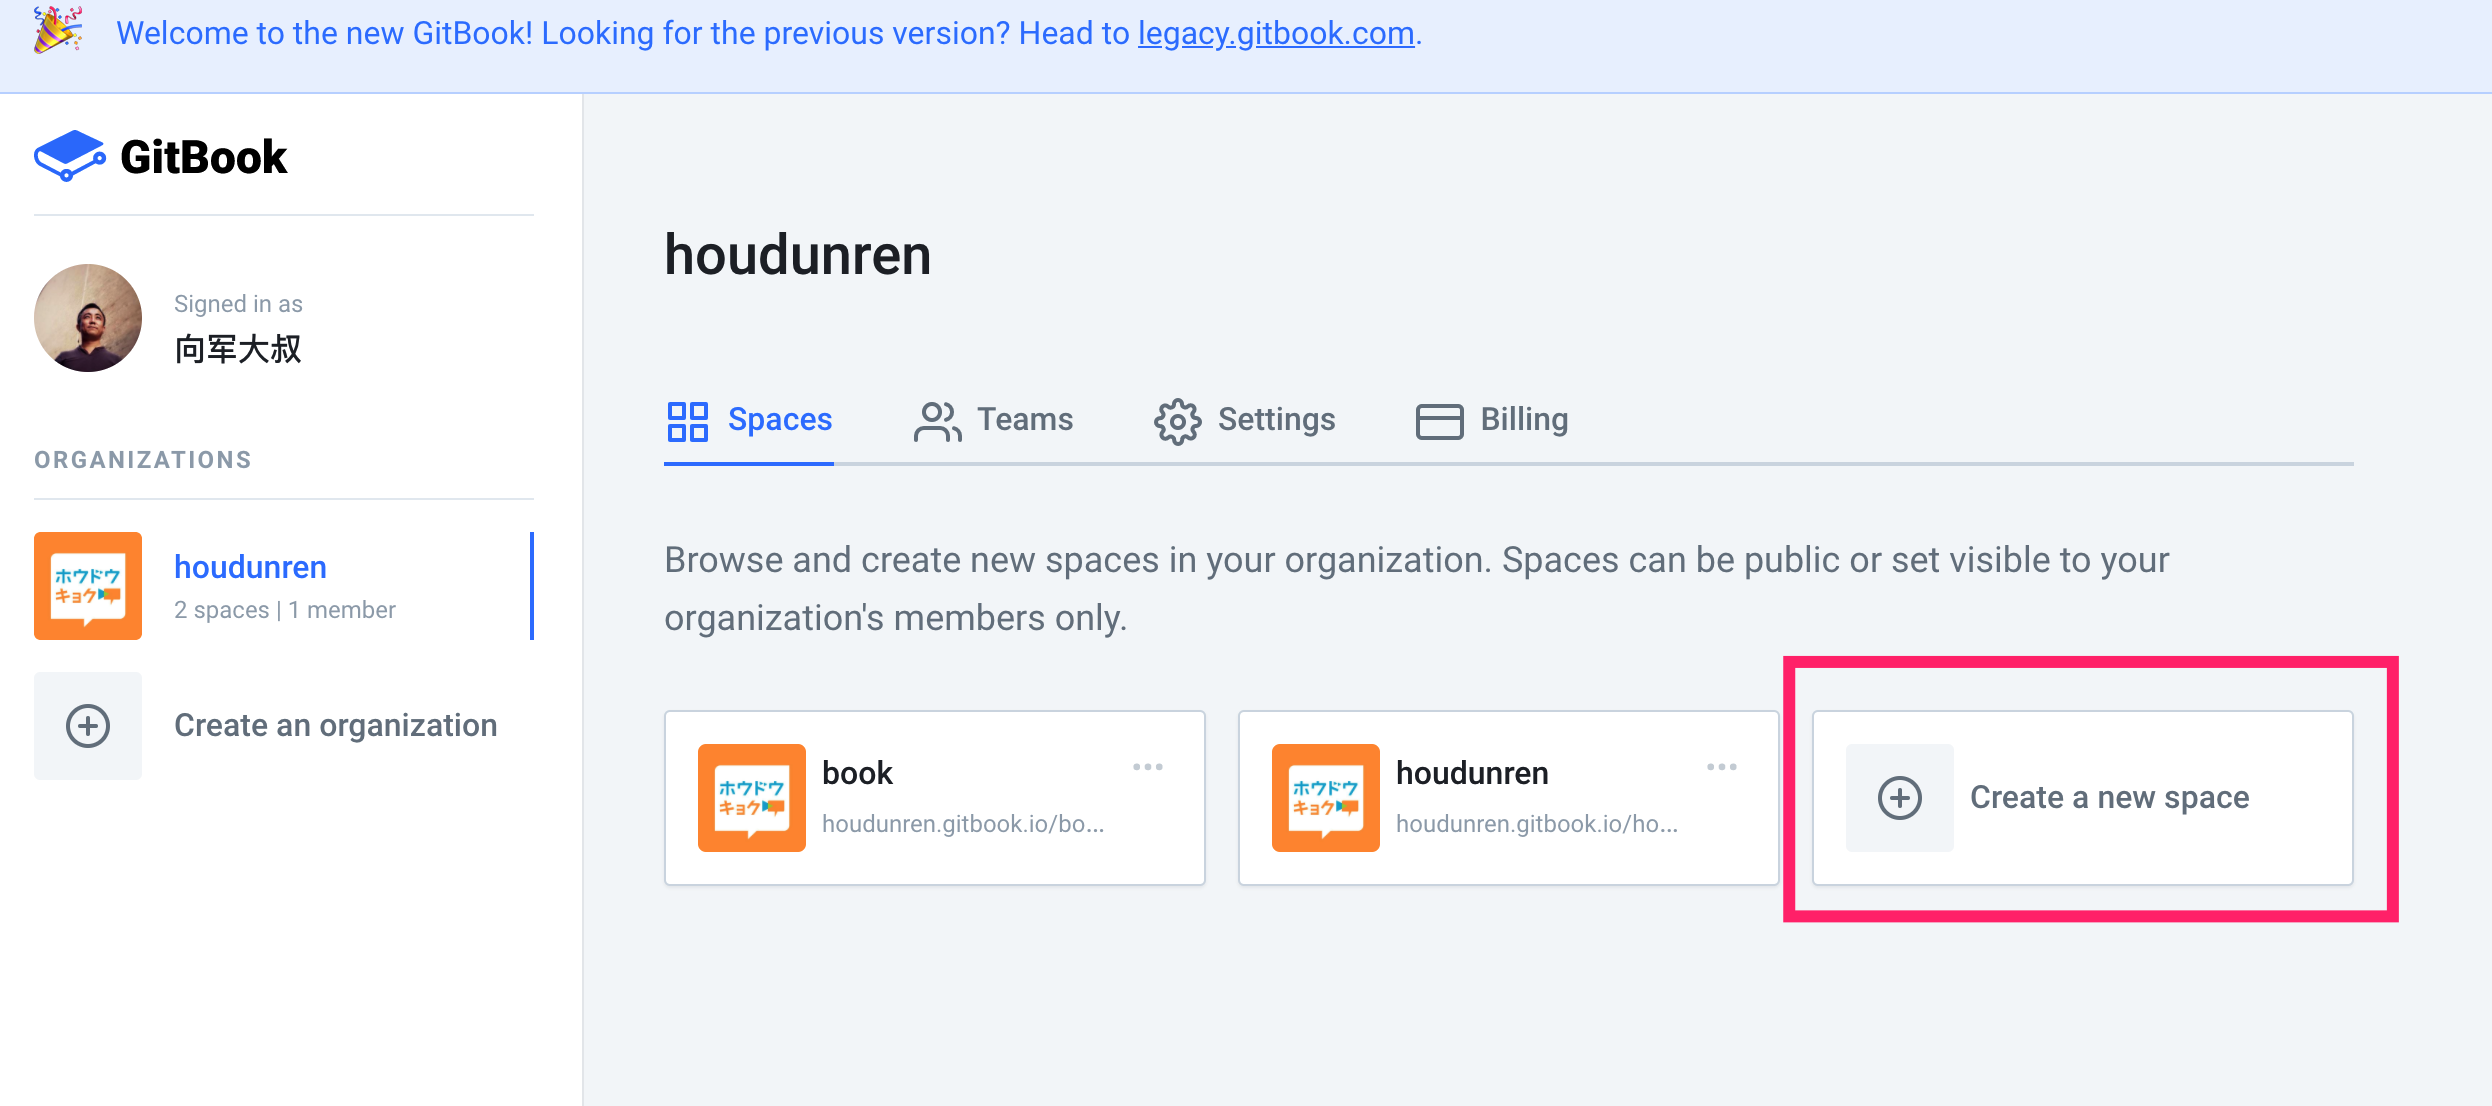 Welcome to the new GitBook! Looking for the previous version? Head to legacy.gitbook.com.
GitBook
Signed in as
向军大叔
ORGANIZATIONS
ホウドウ
キョク
houdunren
2 spaces | 1 member
Create an organization
houdunren
Spaces
Teams
Settings
Billing
Browse and create new spaces in your organization. Spaces can be public or set visible to your
organization's members only.
ホウドウ
キョク
book
houdunren.gitbook.io/bo...
ホウドウ
キョク
houdunren
houdunren.gitbook.io/ho...
Create a new space